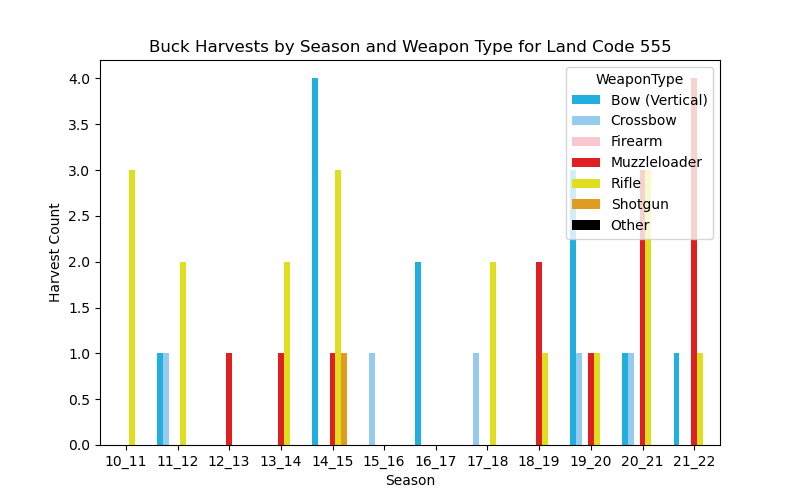 Buck Harvests by Season and Weapon Type for Land Code 555
WeaponType
Bow (Vertical)
Crossbow
Firearm
Muzzleloader
Rifle
Shotgun
Other
Harvest Count
4.0
3.5
3.0
2.5
2.0
1.5
1.0
0.5
0.0
10_11 11_12 12_13 13_14 14_15 15_16 16_17 17_18 18_19 19_20 20_21 21_22
Season